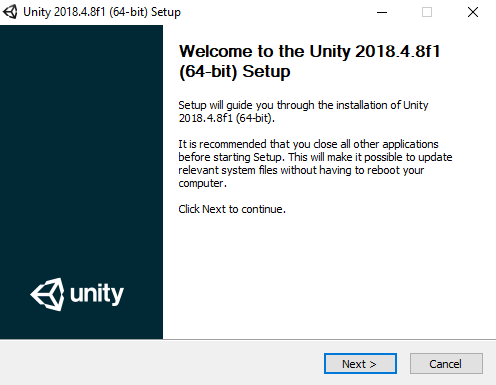 Unity 2018.4.8f1 (64-bit) Setup
Welcome to the Unity 2018.4.8f1
(64-bit) Setup
Setup will guide you through the installation of Unity
2018.4.8f1 (64-bit).
It is recommended that you close all other applications
before starting Setup. This will make it possible to update
relevant system files without having to reboot your
computer.
Click Next to continue.
unity
Next >
Cancel